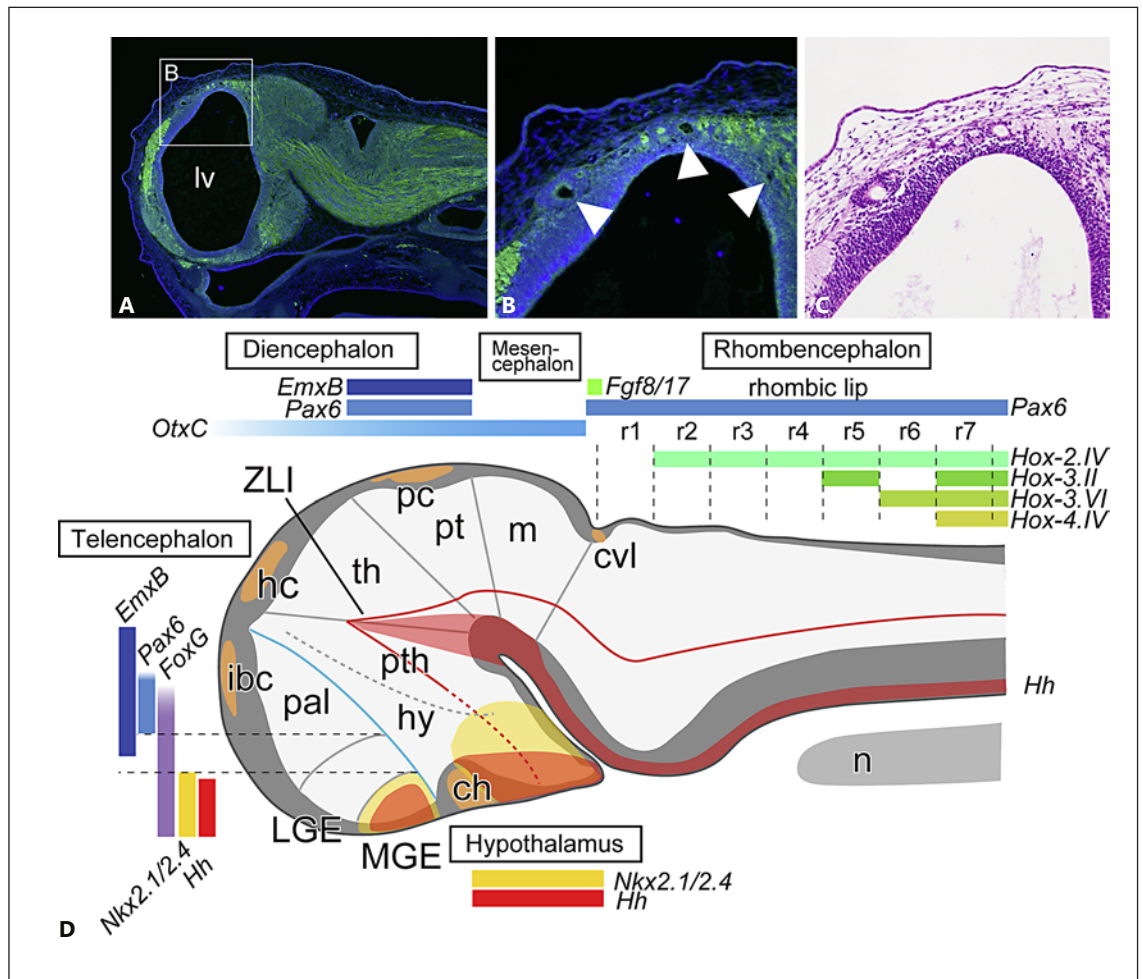 B
lv
A
B
C
Diencephalon
Mesen-
cephalon
Rhombencephalon
EmxB
Fgf8/17
rhombic lip
Pax6
Pax6
OtxC
r1
r2
r3
r4
r5
r6
r7
Hox-2.IV
Hox-3.II
Hox-3.VI
Hox-4.IV
ZLI
pc
pt
m
Telencephalon
cvl
th
hc
EmxB
Pax6
FoxG
pth
ibc
pal
hy
Hh
n
ch
LGE
MGE
Hypothalamus
Nkx2.1/2.4
Hh
Nkx2.1/2.4
Hh
D